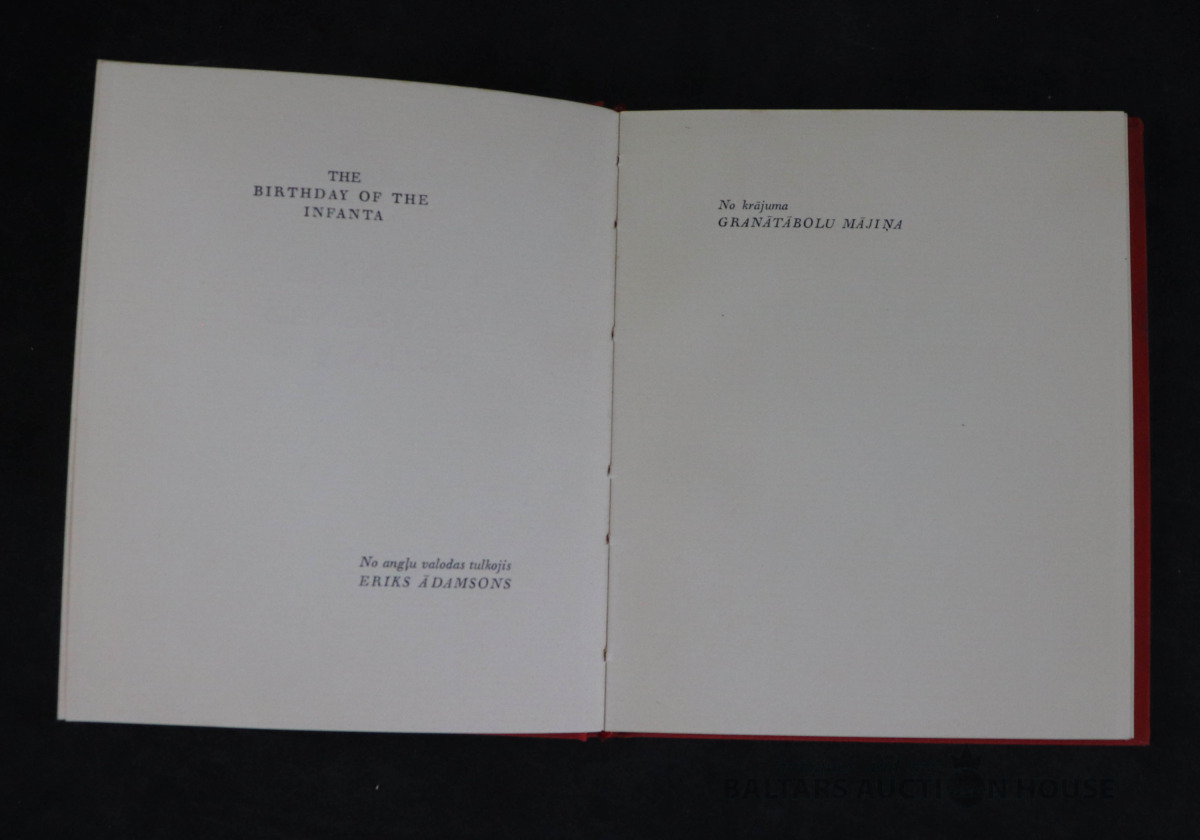 THE
BIRTHDAY OF THE
INFANTA
No angļu valodas tulkojis
ERIKS ĀDAMSONS
No krājuma
GRANĀTĀBOLU MĀJIŅA
BALTARS AUCTION HOUSE